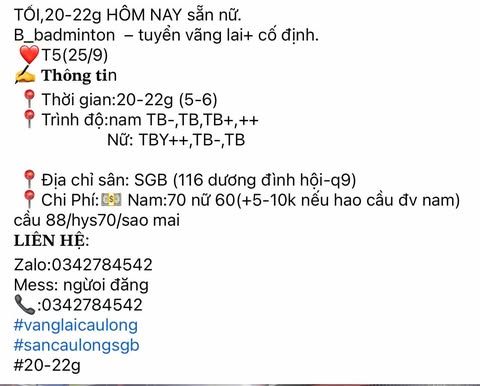 TỐI,20-22g HÔM NAY sẵn nữ.
B_badminton – tuyển vãng lai+ cố định.
❤️T5(25/9)
✍️ Thông tin
📍Thời gian:20-22g (5-6)
📍Trình độ:nam TB-,TB,TB+,++
Nữ: TBY++,TB-,TB
📍Địa chỉ sân: SGB (116 dương đình hội-q9)
📍Chi Phí:💵 Nam:70 nữ 60(+5-10k nếu hao cầu đv nam)
cầu 88/hys70/sao mai
LIÊN HỆ:
Zalo:0342784542
Mess: ngừoi đăng
📞:0342784542
#vanglaicaulong
#sancaulongsgb
#20-22g